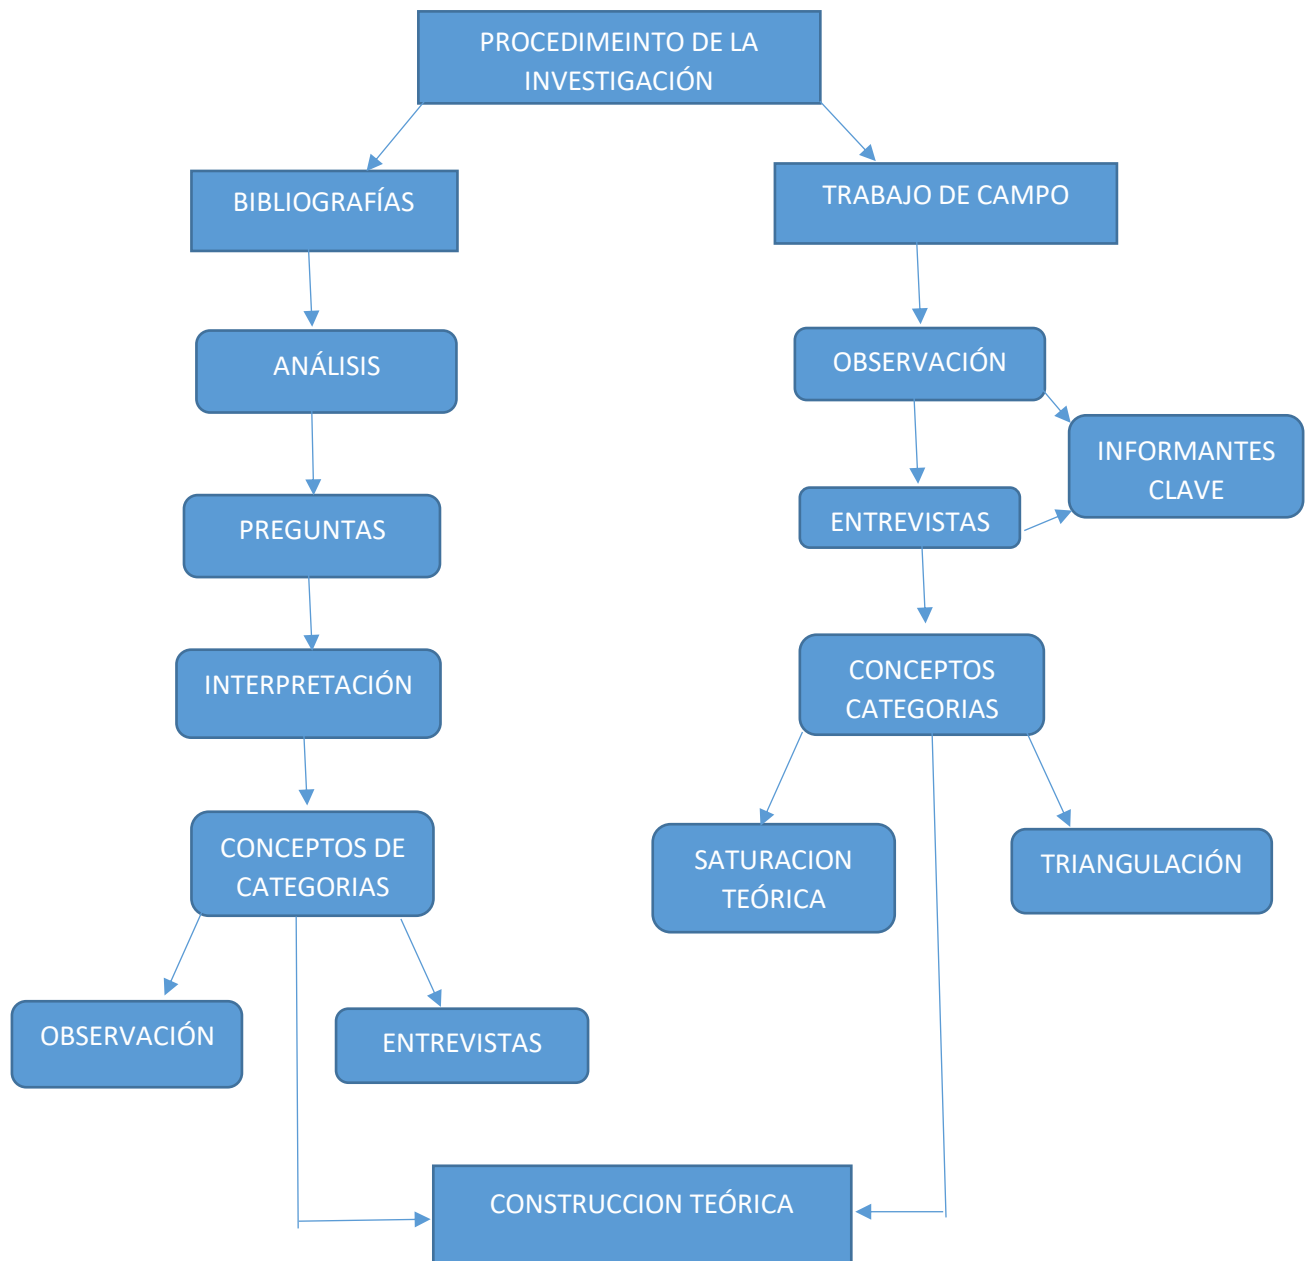 PROCEDIMEINTO DE LA
INVESTIGACIÓN
BIBLIOGRAFÍAS
TRABAJO DE CAMPO
ANÁLISIS
OBSERVACIÓN
INFORMANTES
CLAVE
PREGUNTAS
ENTREVISTAS
INTERPRETACIÓN
CONCEPTOS
CATEGORIAS
CONCEPTOS DE
CATEGORIAS
SATURACION
TEÓRICA
TRIANGULACIÓN
OBSERVACIÓN
ENTREVISTAS
CONSTRUCCION TEÓRICA